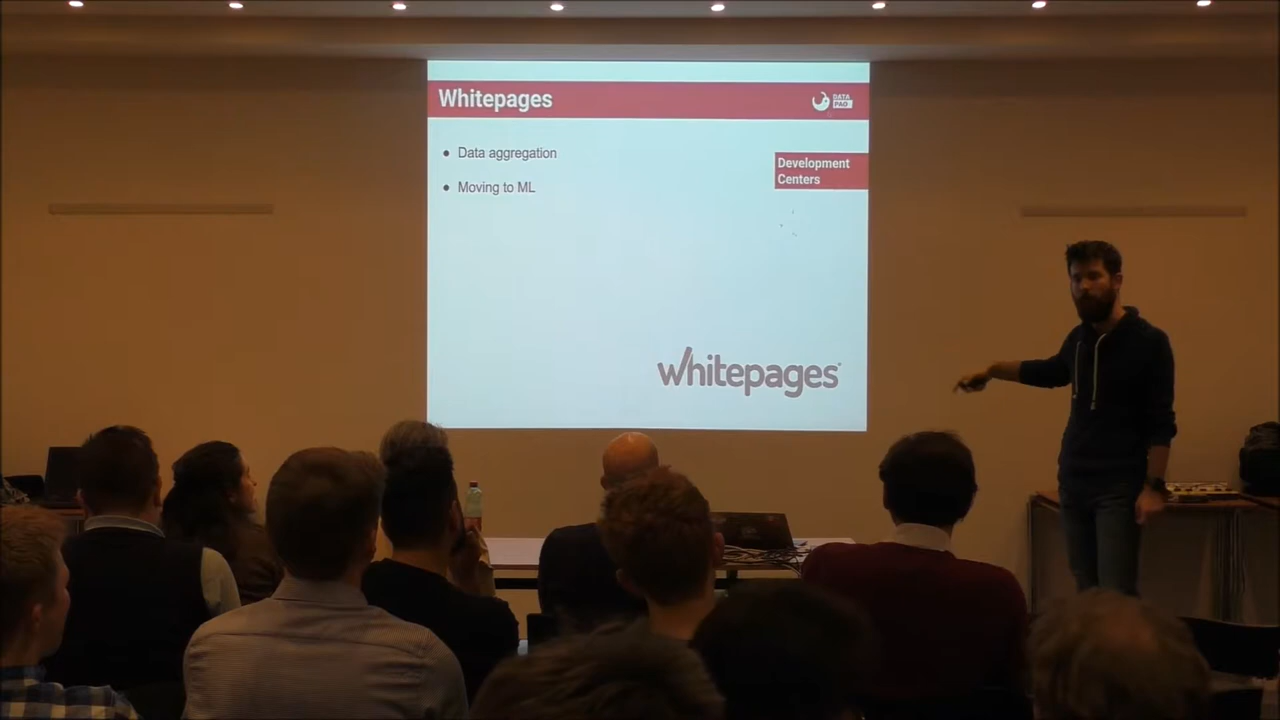 Whitepages
DATA
PAO
Data aggregation
Moving to ML
Development
Centers
whitepages